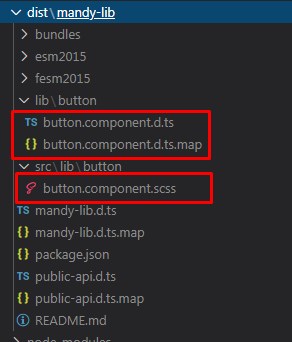 dist\mandy-lib
bundles
esm2015
fesm2015
lib\button
TS button.component.d.ts
{} button.component.d.ts.map
src\lib\button
button.component.scss
TS mandy-lib.d.ts
{} mandy-lib.d.ts.map
{} package.json
TS public-api.d.ts
{} public-api.d.ts.map
README.md
node_modules